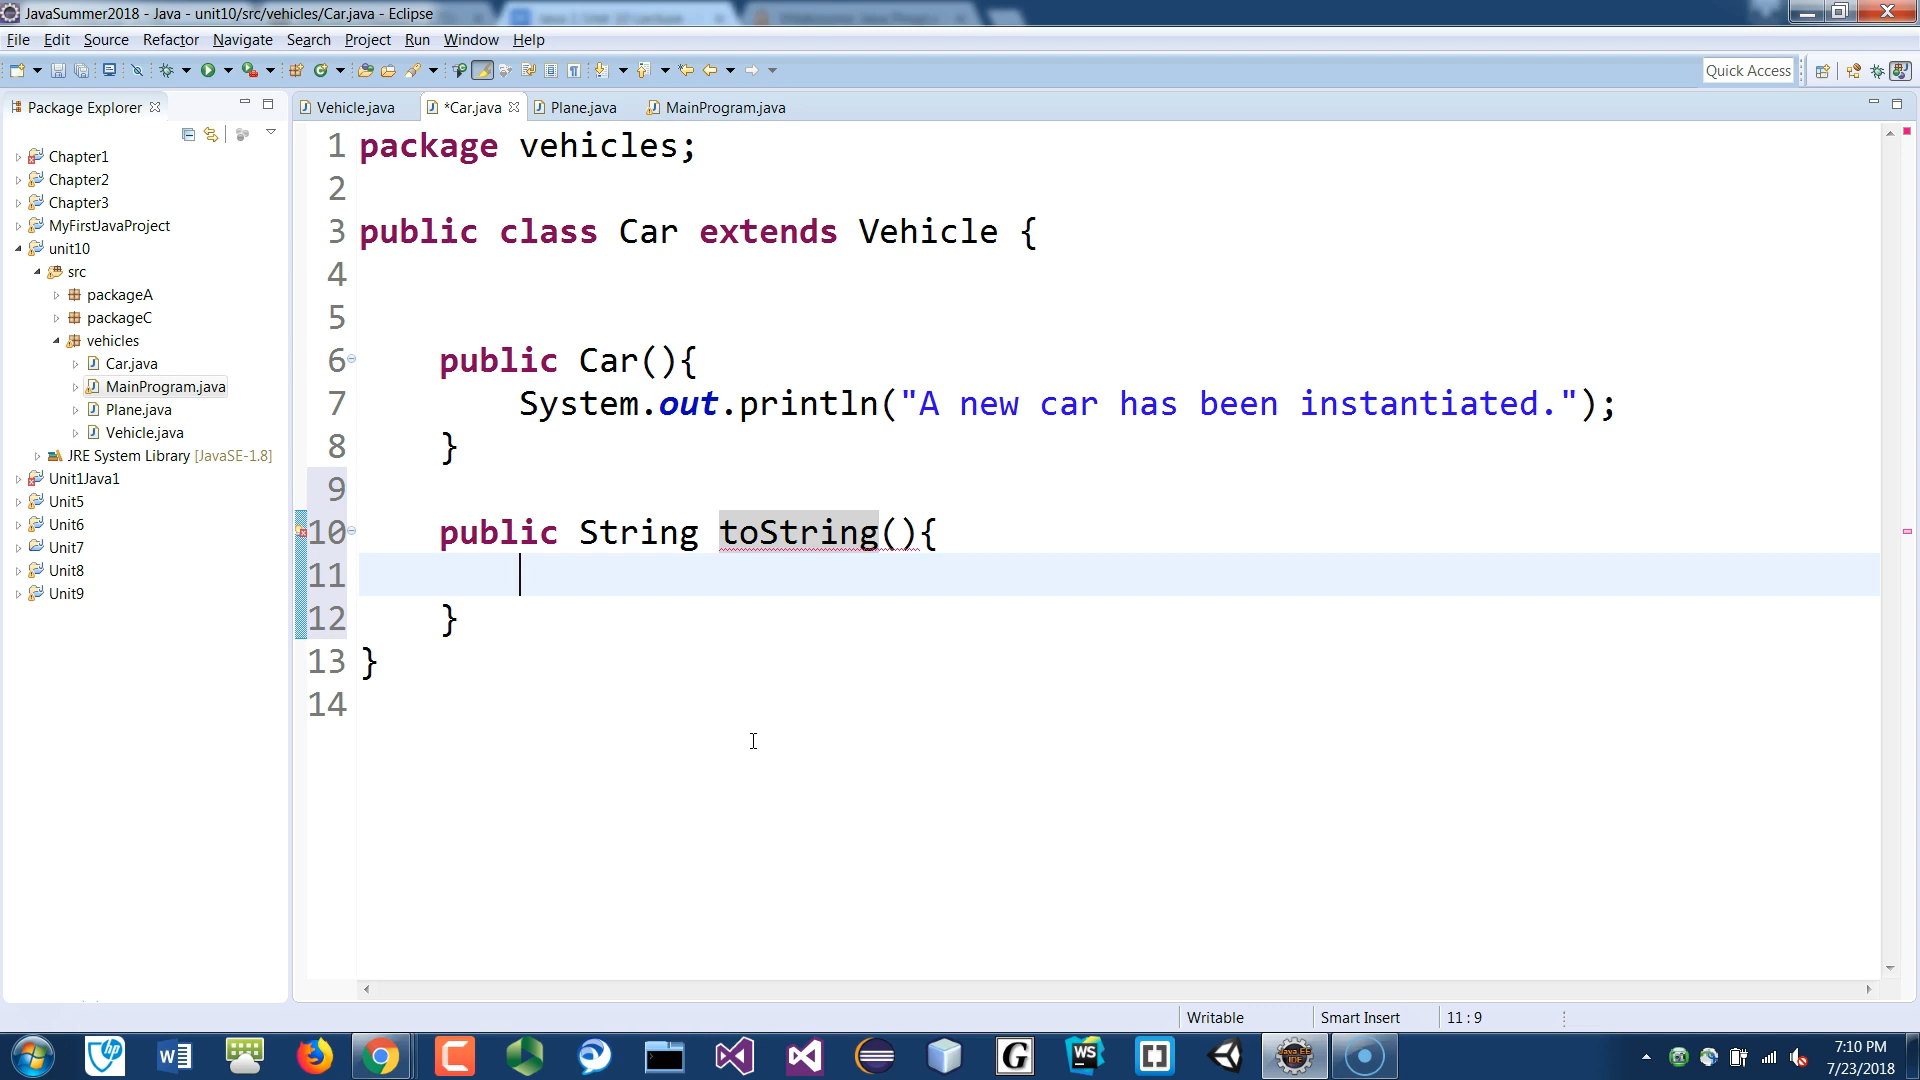 JavaSummer2018 - Java - unit10/src/vehicles/Car.java - Eclipse
File Edit Source Refactor Navigate Search Project Run Window Help
Quick Access
Package Explorer
Vehicle.java *Car.java Plane.java MainProgram.java
Chapter1
Chapter2
Chapter3
MyFirstJavaProject
unit10
src
packageA
packageC
vehicles
Car.java
MainProgram.java
Plane.java
Vehicle.java
JRE System Library [JavaSE-1.8]
Unit1Java1
Unit5
Unit6
Unit7
Unit8
Unit9
1 package vehicles;
2
3 public class Car extends Vehicle {
4
5
6 public Car(){
7 System.out.println("A new car has been instantiated.");
8 }
9
10 public String toString(){
11
12 }
13 }
14
Writable Smart Insert 11 : 9
7:10 PM
7/23/2018